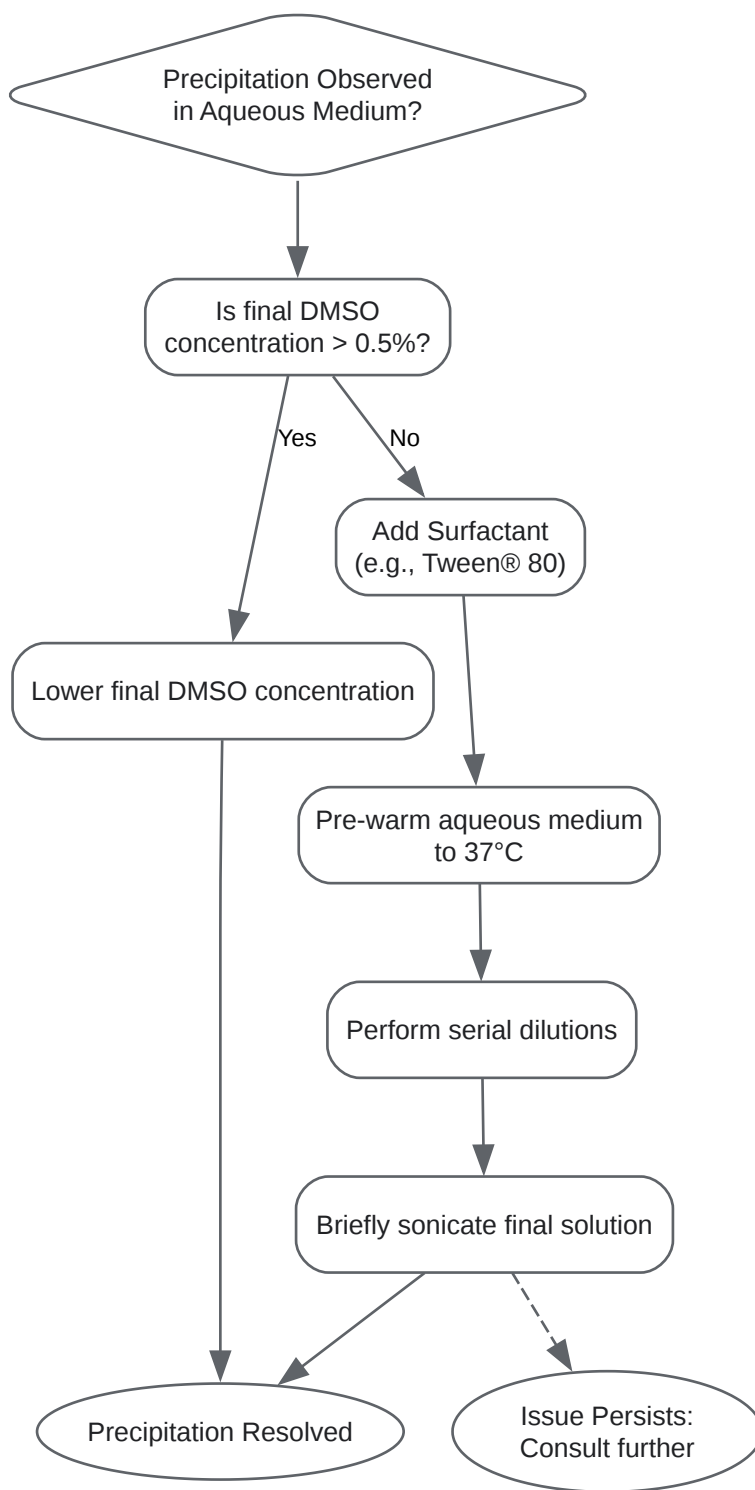 Precipitation Observed
in Aqueous Medium?
Is final DMSO
concentration > 0.5%?
Yes
No
Add Surfactant
(e.g., Tween® 80)
Lower final DMSO concentration
Pre-warm aqueous medium
to 37°C
Perform serial dilutions
Briefly sonicate final solution
Precipitation Resolved
Issue Persists:
Consult further